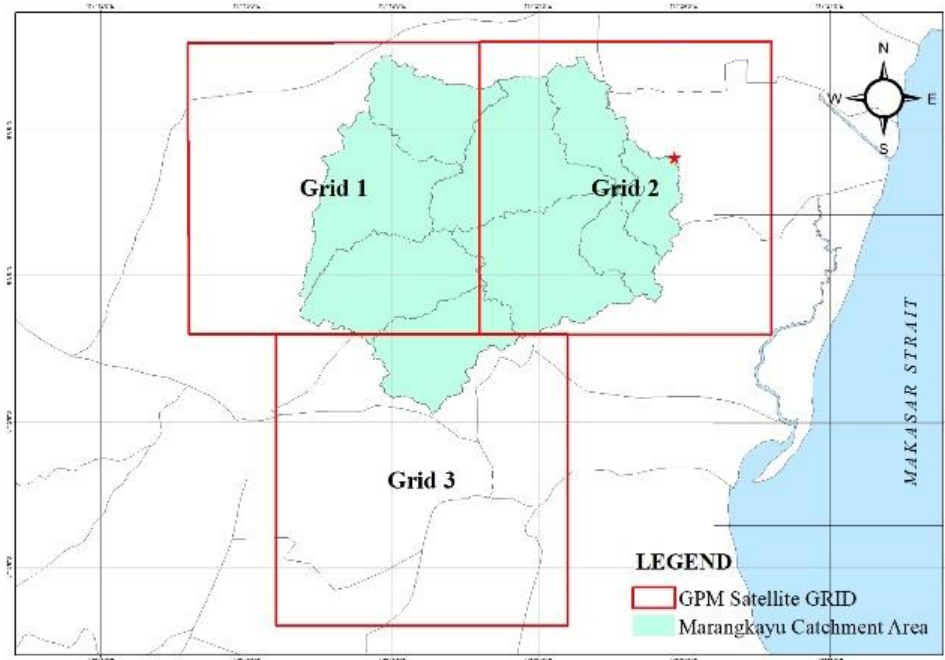 N
W E
S
Grid 1
Grid 2
MAKASAR STRAIT
Grid 3
LEGEND
GPM Satellite GRID
Marangkayu Catchment Area